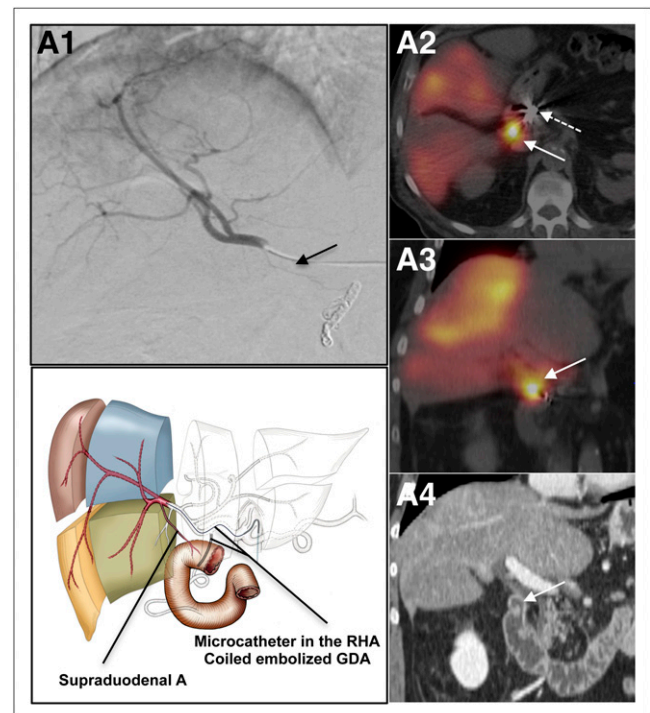 A1
A2
A3
A4
Microcatheter in the RHA
Coiled embolized GDA
Supraduodenal A